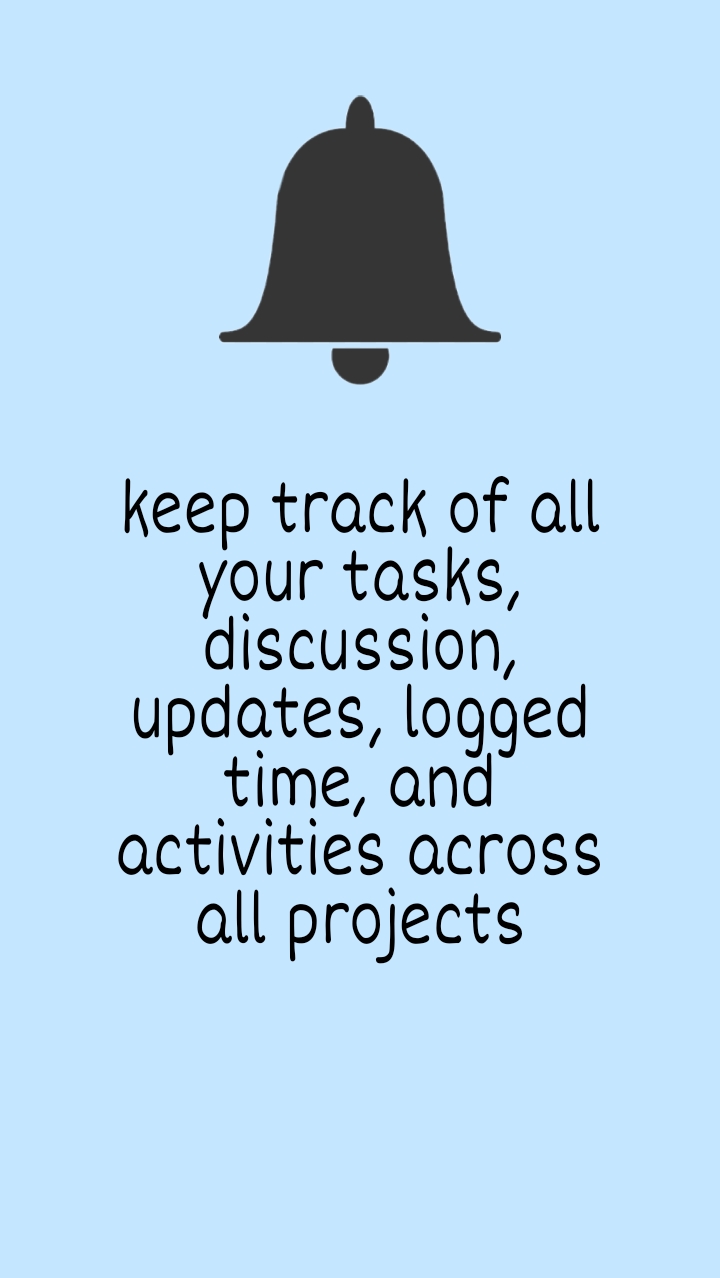 keep track of all
your tasks,
discussion,
updates, logged
time, and
activities across
all projects